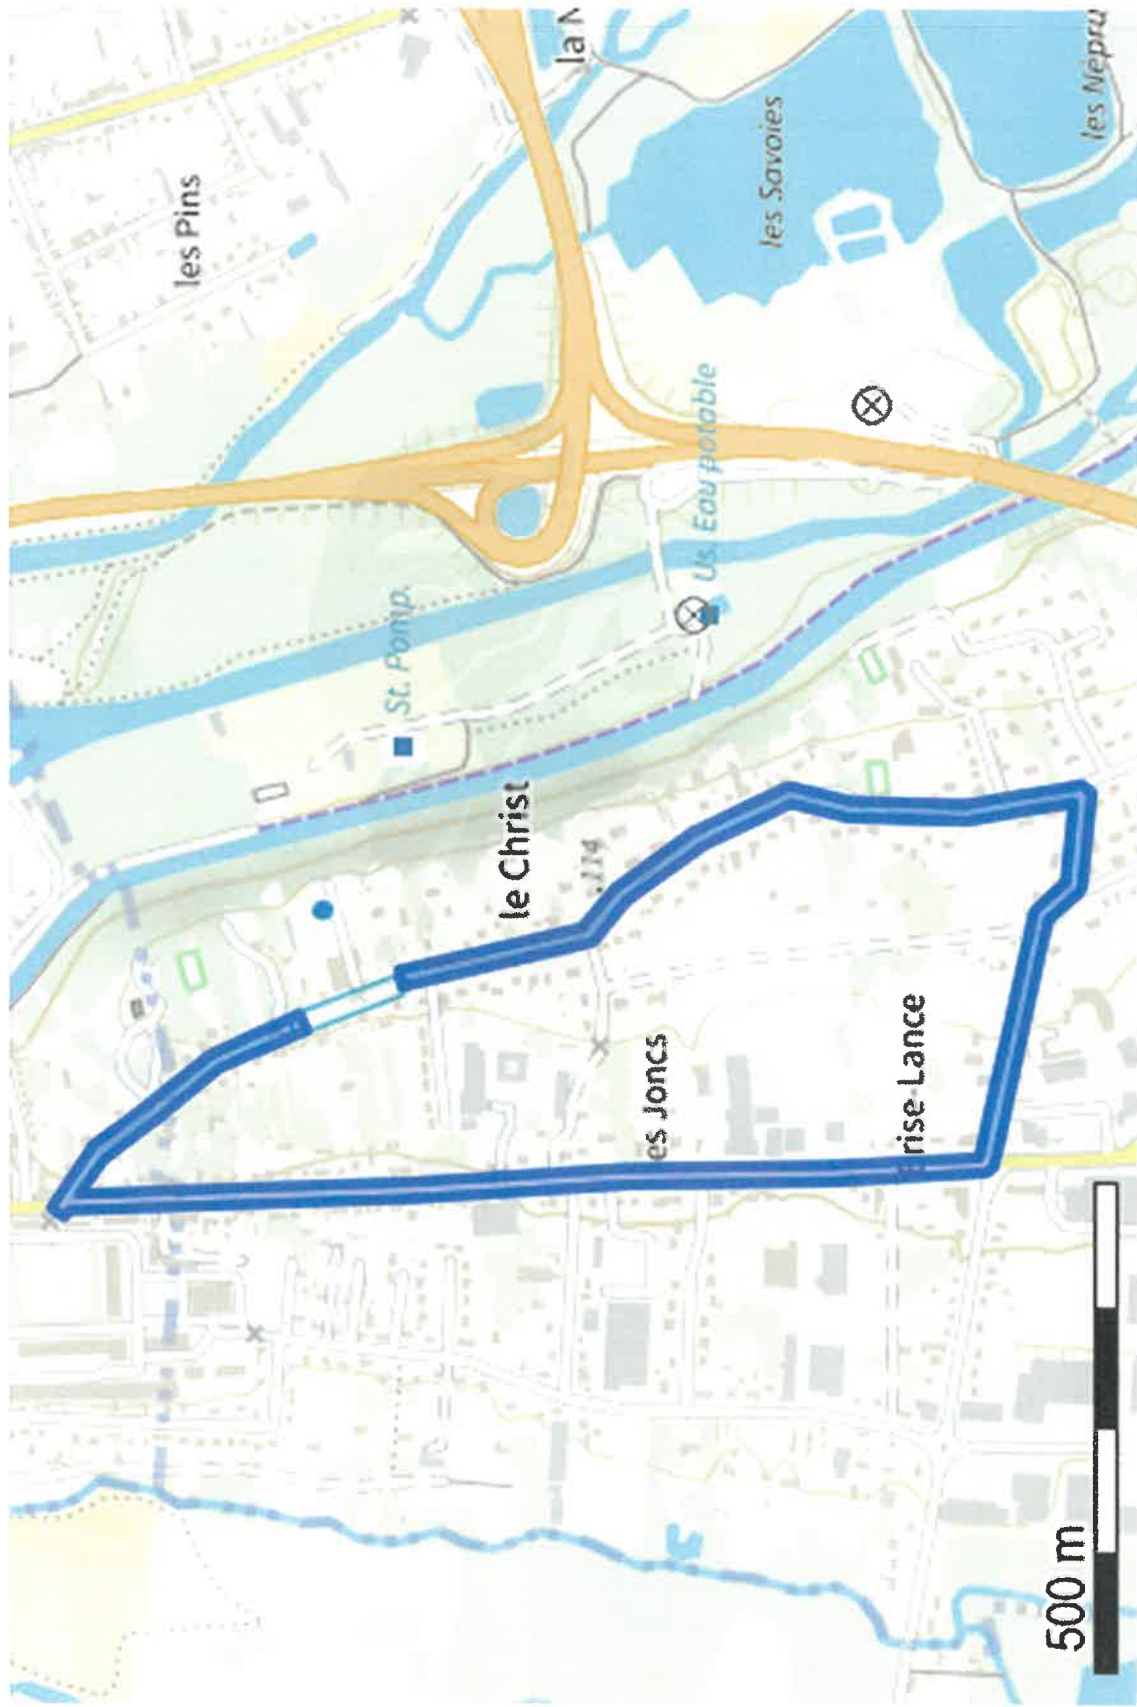 la N
les Pins
les Savoies
les Nepru
Us. Eau potable
St. Pomp.
le Christ
.114
es Joncs
rise-Lance
500 m